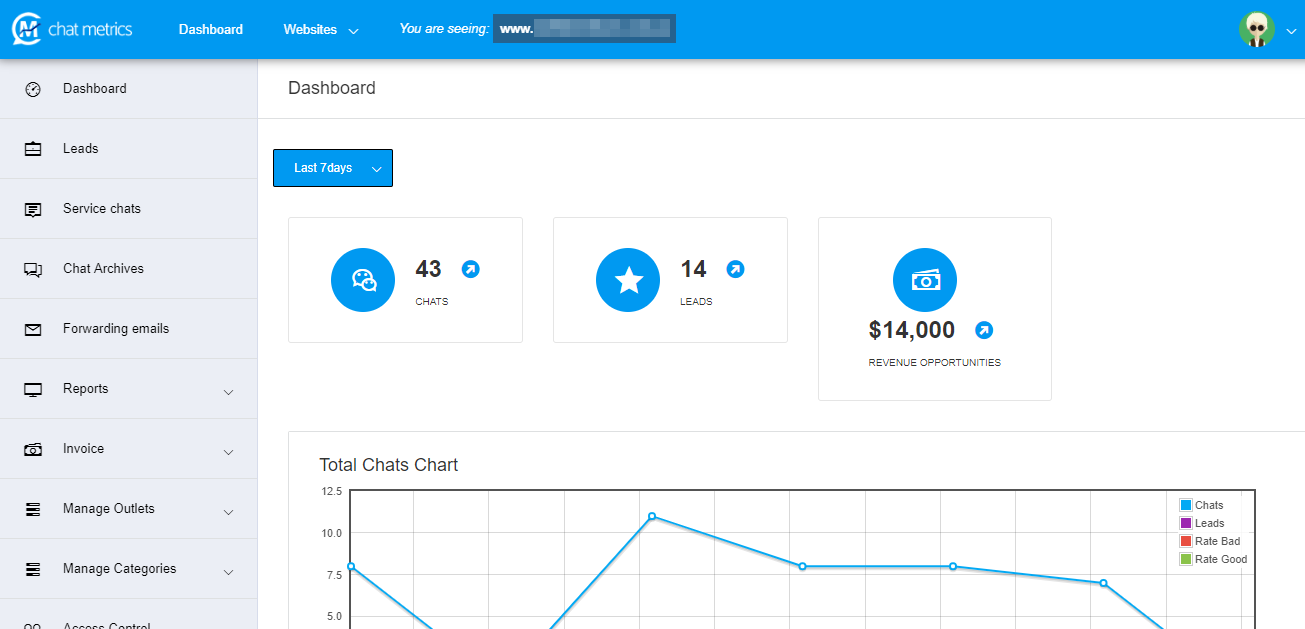 chat metrics
Dashboard
Websites
You are seeing: www.
Dashboard
Leads
Service chats
Chat Archives
Forwarding emails
Reports
Invoice
Manage Outlets
Manage Categories
Access Control
Dashboard
Last 7days
43
CHATS
14
LEADS
$14,000
REVENUE OPPORTUNITIES
Total Chats Chart
12.5
10.0
7.5
5.0
Chats
Leads
Rate Bad
Rate Good